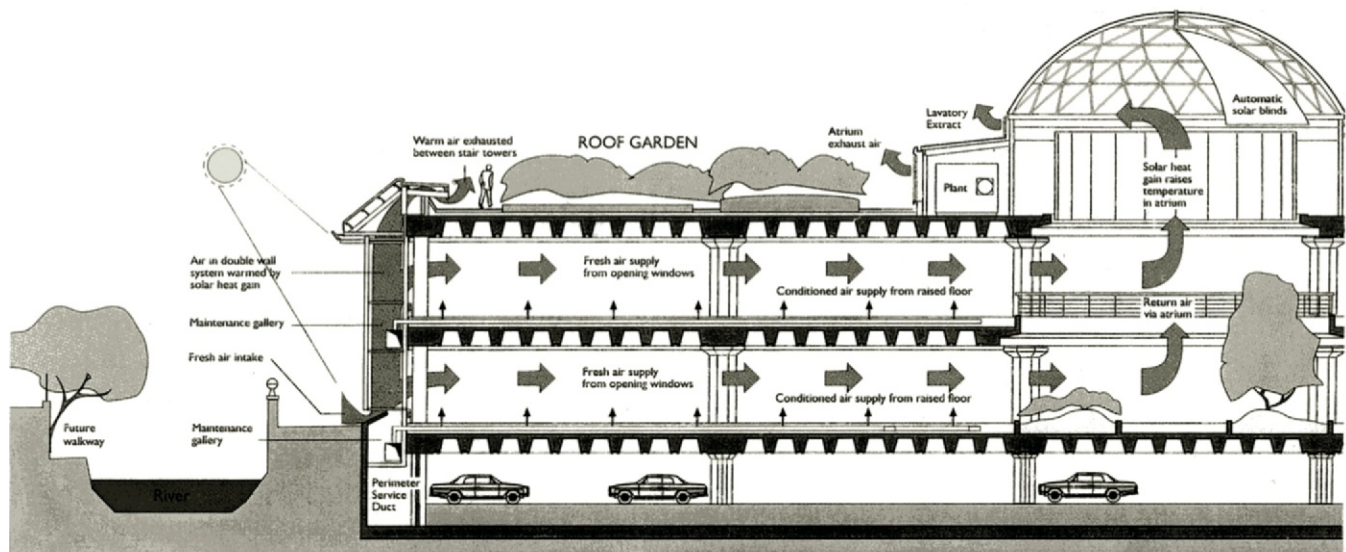 Lavatory
Extract
Automatic
solar blinds
Warm air exhausted
between stair towers
ROOF GARDEN
Atrium
exhaust air
Plant
Solar heat
gain raises
temperature
in atrium
Air in double wall
system warmed by
solar heat gain
Fresh air supply
from opening windows
Conditioned air supply from raised floor
Maintenance gallery
Return air
via atrium
Fresh air intake
Fresh air supply
from opening windows
Conditioned air supply from raised floor
Future
walkway
Maintenance
gallery
River
Perimeter
Service
Duct